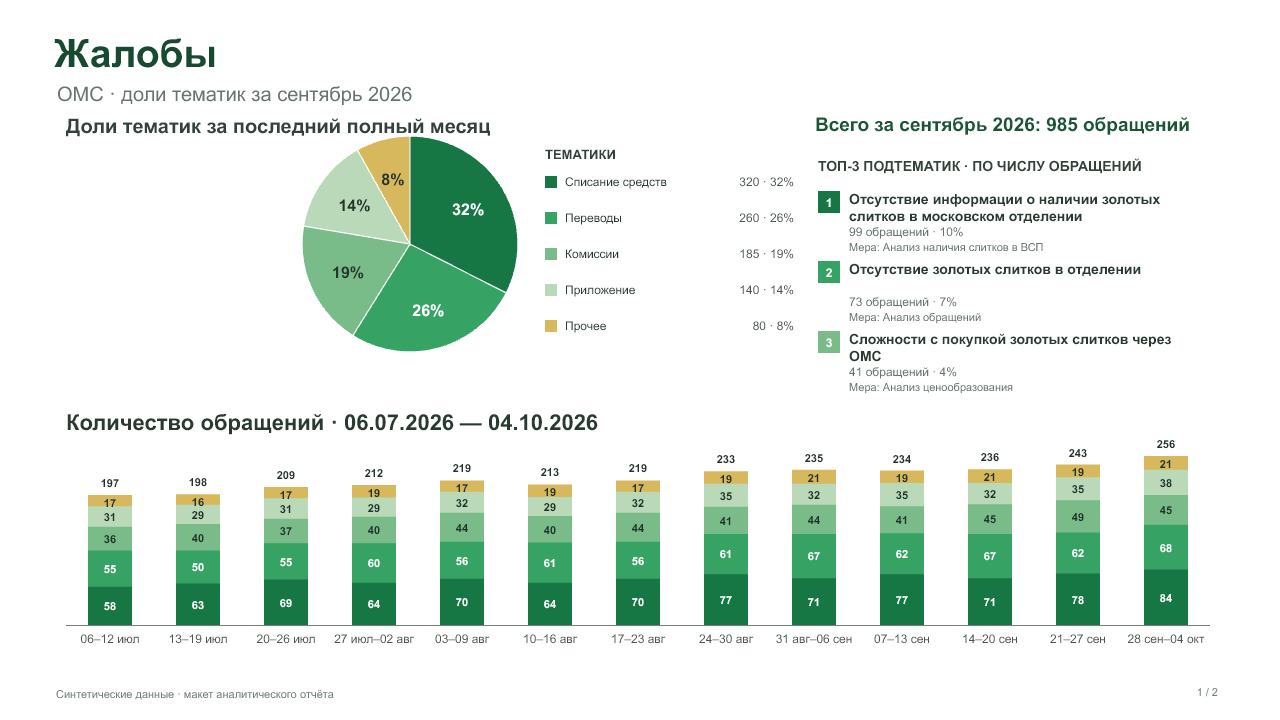 Жалобы
ОМС · доли тематик за сентябрь 2026
Доли тематик за последний полный месяц
32%
26%
19%
14%
8%
ТЕМАТИКИ
Списание средств 320 · 32%
Переводы 260 · 26%
Комиссии 185 · 19%
Приложение 140 · 14%
Прочее 80 · 8%
Всего за сентябрь 2026: 985 обращений
ТОП-3 ПОДТЕМАТИК · ПО ЧИСЛУ ОБРАЩЕНИЙ
1 Отсутствие информации о наличии золотых
слитков в московском отделении
99 обращений · 10%
Мера: Анализ наличия слитков в ВСП
2 Отсутствие золотых слитков в отделении
73 обращений · 7%
Мера: Анализ обращений
3 Сложности с покупкой золотых слитков через
ОМС
41 обращений · 4%
Мера: Анализ ценообразования
Количество обращений · 06.07.2026 — 04.10.2026
197 198 209 212 219 213 219 233 235 234 236 243 256
17 16 17 19 17 19 17 19 21 19 21 19 21
31 29 31 29 32 29 32 35 32 35 32 35 38
36 40 37 40 44 40 44 41 44 41 45 49 45
55 50 55 60 56 61 56 61 67 62 67 62 68
58 63 69 64 70 64 70 77 71 77 71 78 84
06–12 июл 13–19 июл 20–26 июл 27 июл–02 авг 03–09 авг 10–16 авг 17–23 авг 24–30 авг 31 авг–06 сен 07–13 сен 14–20 сен 21–27 сен 28 сен–04 окт
Синтетические данные · макет аналитического отчёта
1 / 2